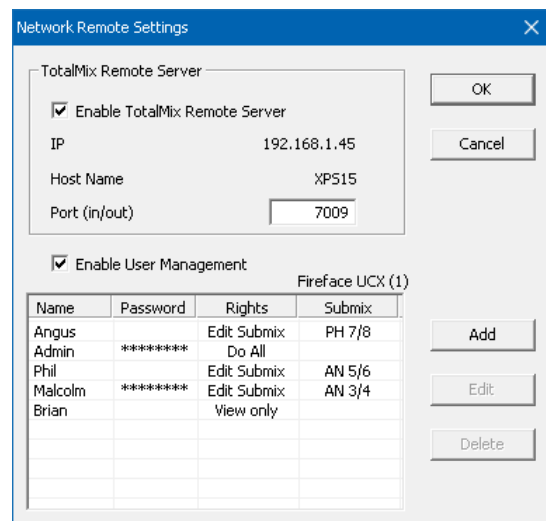 Network Remote Settings
TotalMix Remote Server
OK
Enable TotalMix Remote Server
IP 192.168.1.45
Cancel
Host Name XPS15
Port (in/out) 7009
Enable User Management
Fireface UCX (1)
Name Password Rights Submix
Angus Edit Submix PH 7/8
Add
Admin ******** Do All
Phil Edit Submix AN 5/6
Malcolm ******** Edit Submix AN 3/4
Edit
Brian View only
Delete